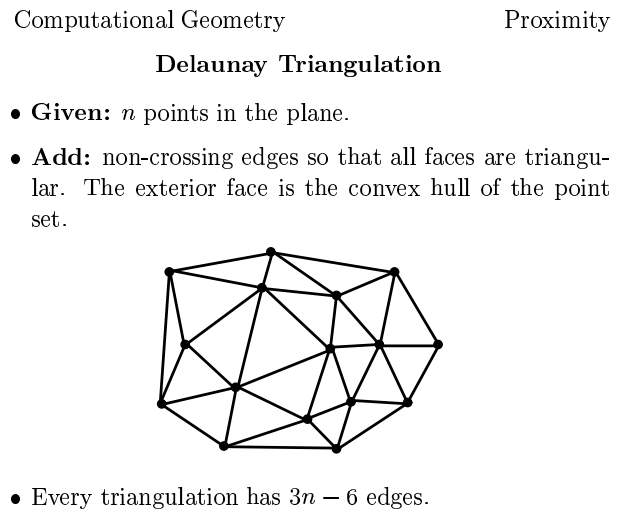 Computational Geometry Proximity
Delaunay Triangulation
• Given: n points in the plane.
• Add: non-crossing edges so that all faces are triangu-
lar. The exterior face is the convex hull of the point
set.
• Every triangulation has 3n − 6 edges.